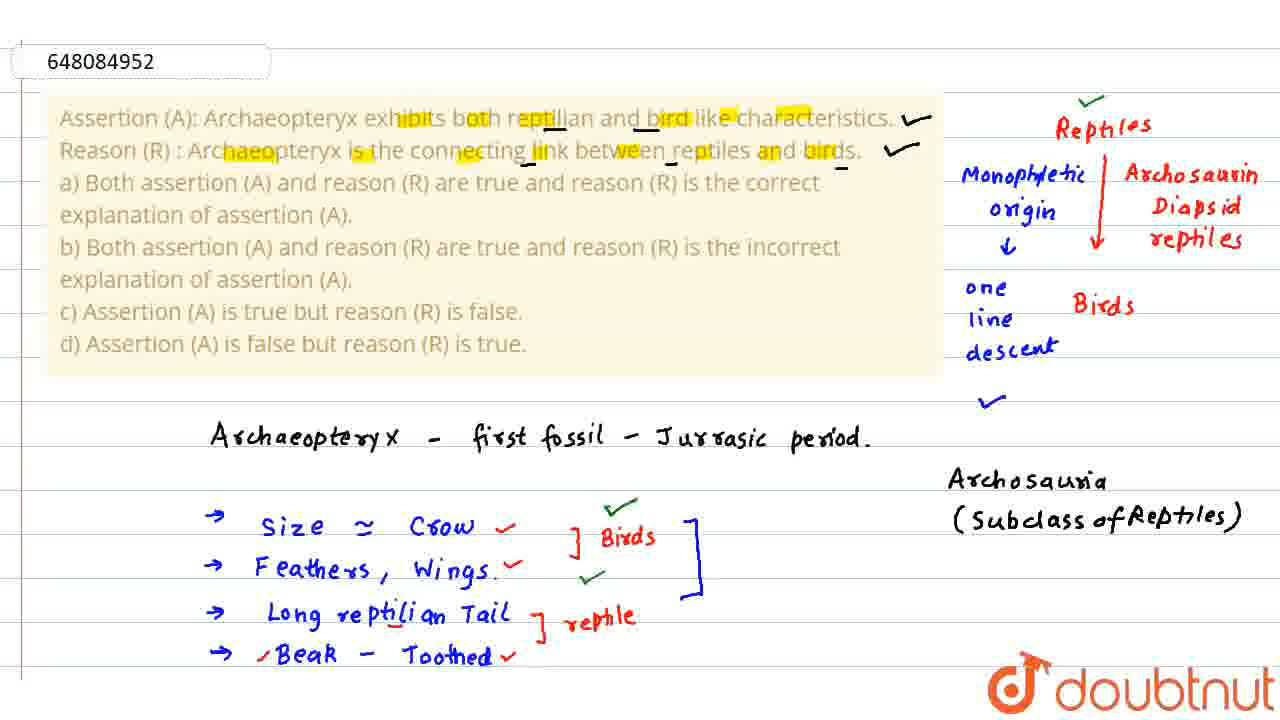 648084952
Assertion (A): Archaeopteryx exhibits both reptilian and bird like characteristics.
Reason (R) : Archaeopteryx is the connecting link between reptiles and birds.
a) Both assertion (A) and reason (R) are true and reason (R) is the correct
explanation of assertion (A).
b) Both assertion (A) and reason (R) are true and reason (R) is the incorrect
explanation of assertion (A).
c) Assertion (A) is true but reason (R) is false.
d) Assertion (A) is false but reason (R) is true.
Reptiles
Monophyletic
origin
↓
one
line
descent
Archosaurin
Diapsid
reptiles
Birds
Archaeopteryx - first fossil - Jurrasic period.
→ Size ≃ Crow
→ Feathers, Wings.
] Birds
→ Long reptilian Tail
→ Beak - Toothed
] reptile
Archosauria
(Subclass of Reptiles)
doubtnut